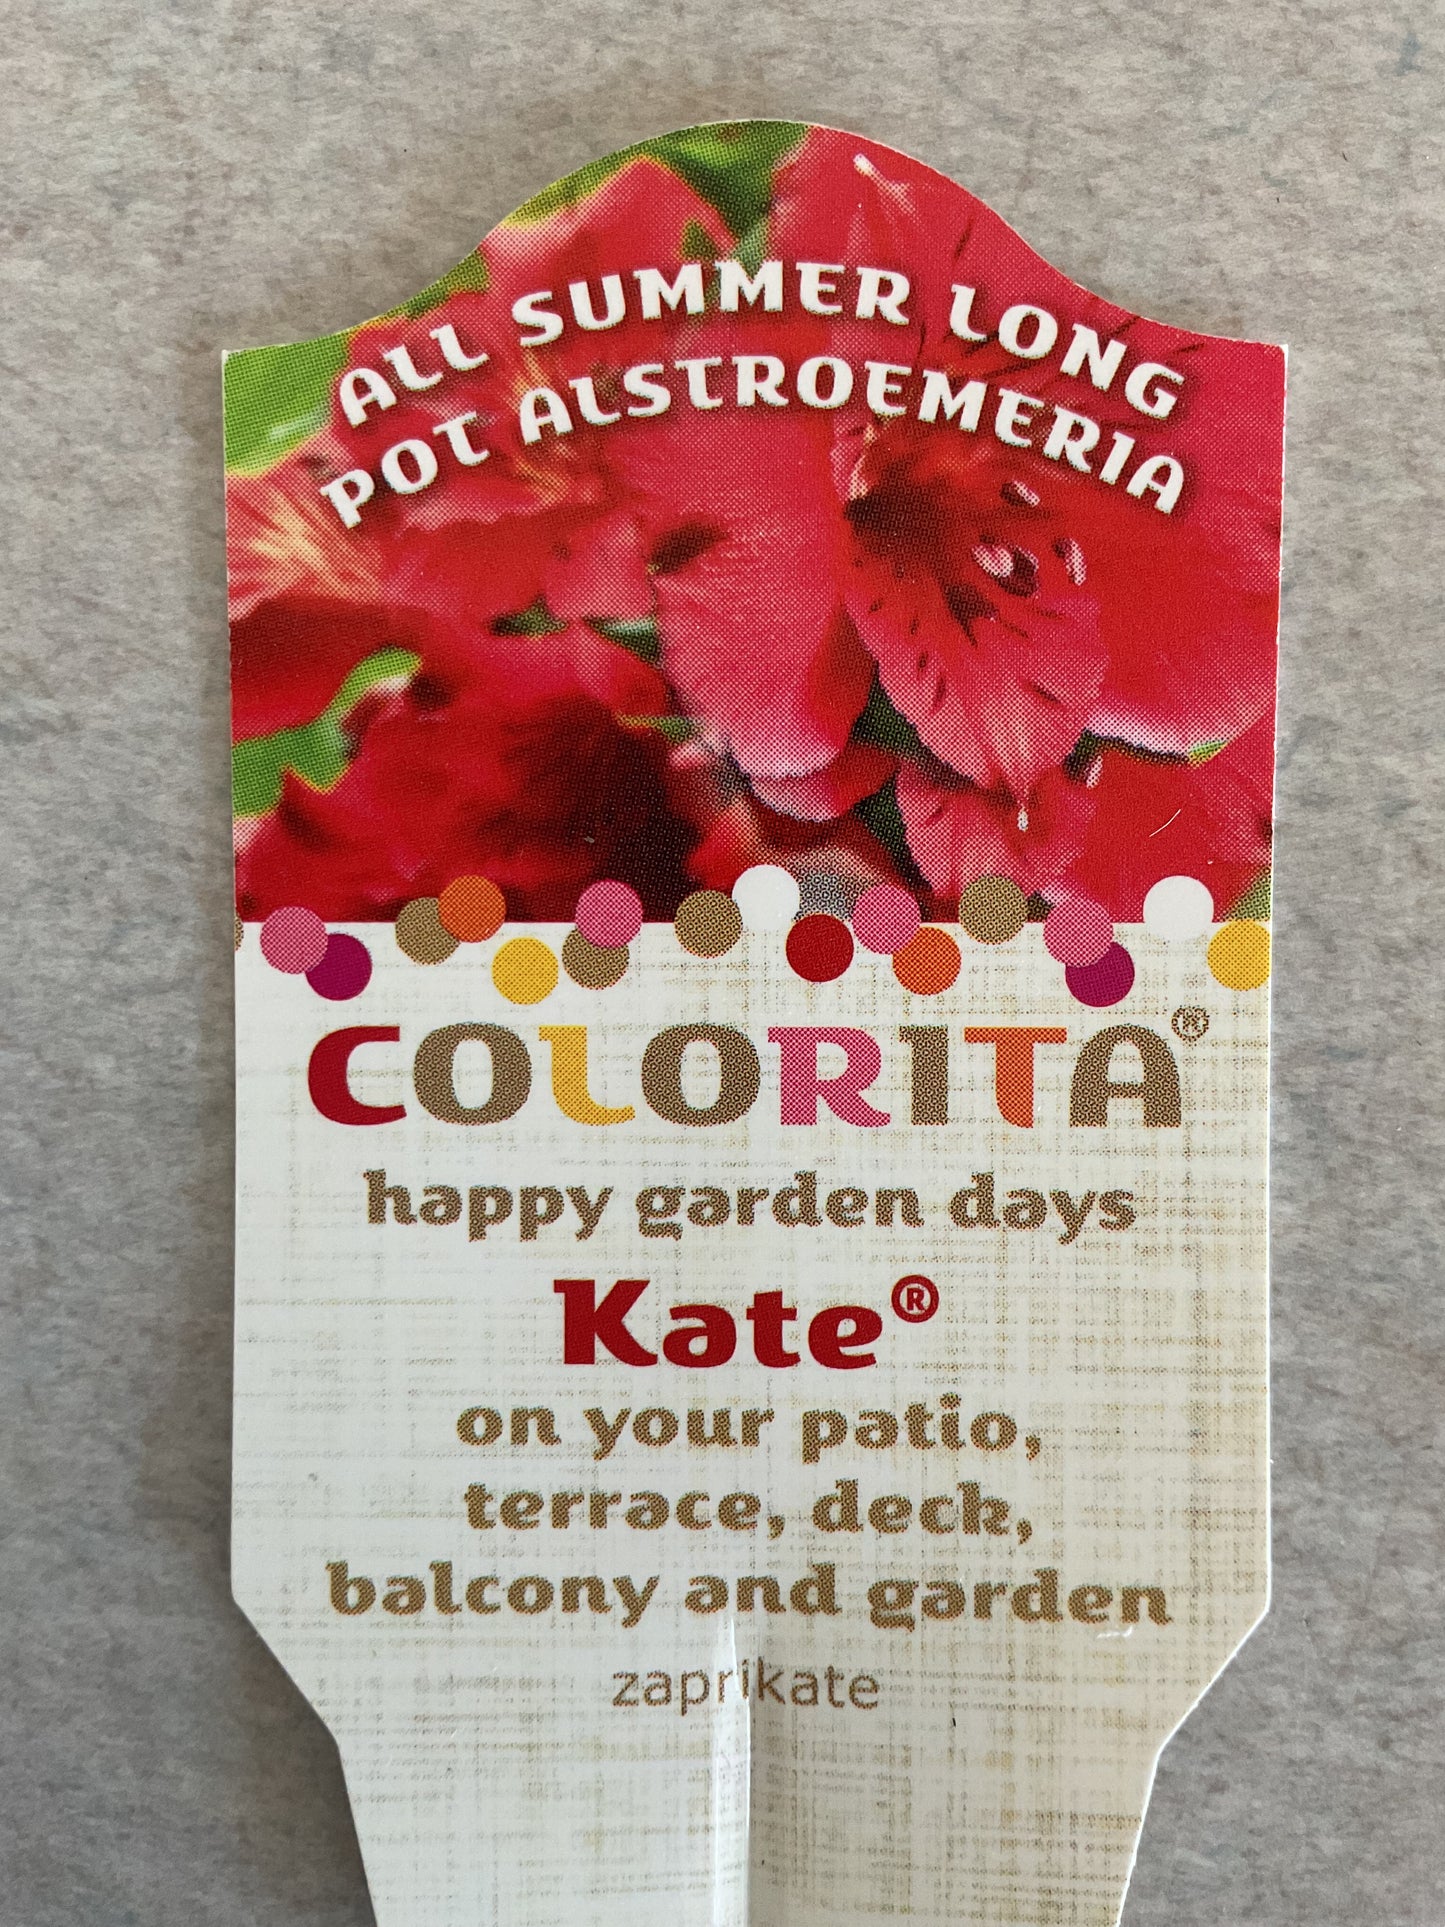 ALL SUMMER LONG
POT ALSTROEMERIA
COLORITA®
happy garden days
Kate®
on your patio,
terrace, deck,
balcony and garden
zaprikate